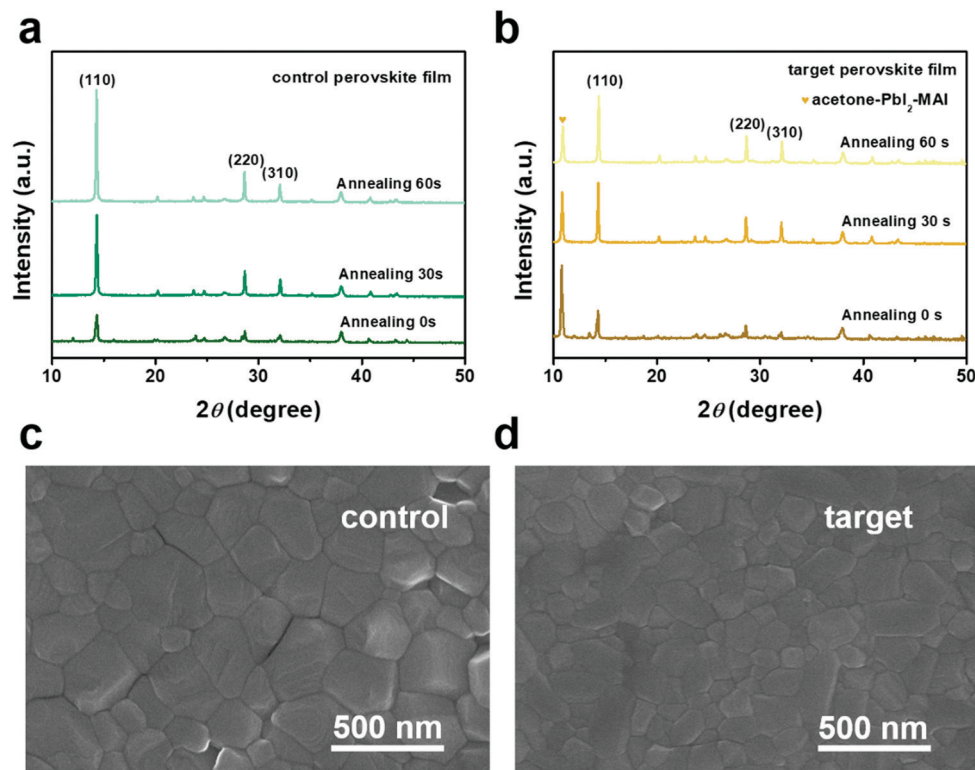 a
control perovskite film
(110)
(220)
(310)
Annealing 60s
Annealing 30s
Annealing 0s
Intensity (a.u.)
10 20 30 40 50
2θ (degree)
b
target perovskite film
♥ acetone-PbI₂-MAI
(110)
(220)
(310)
Annealing 60 s
Annealing 30 s
Annealing 0 s
Intensity (a.u.)
10 20 30 40 50
2θ (degree)
c
control
500 nm
d
target
500 nm